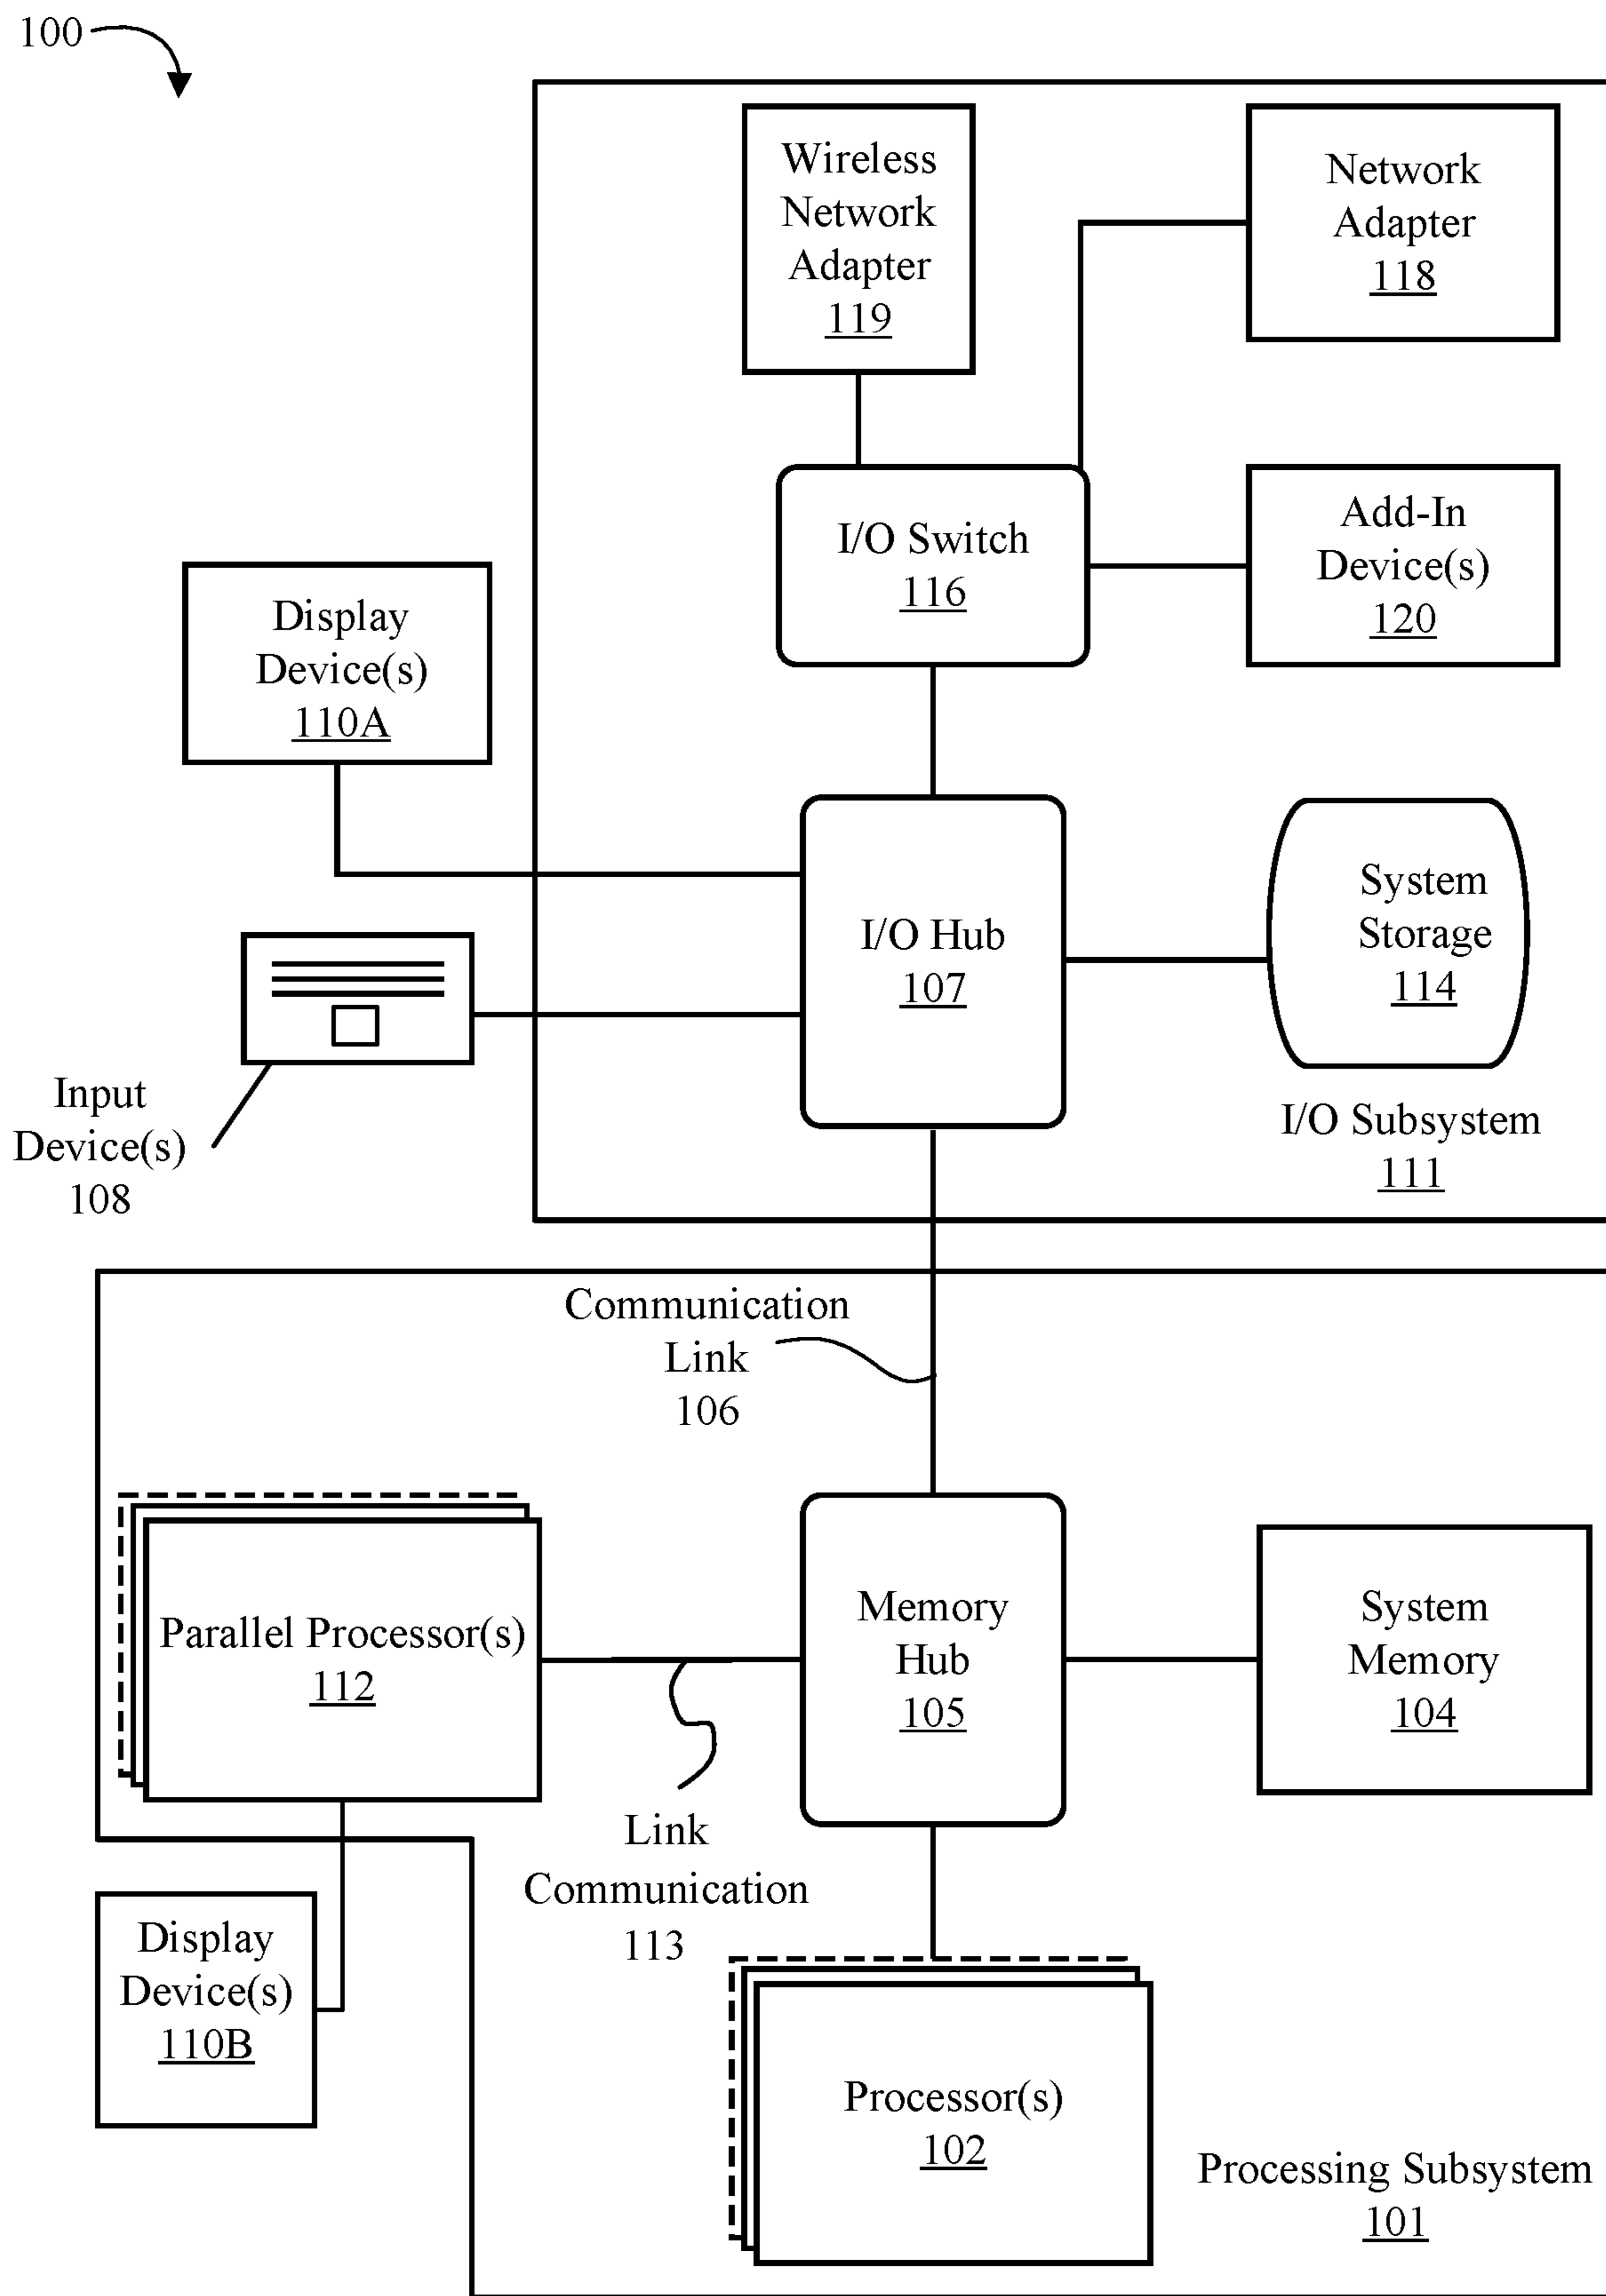 100
Wireless
Network
Adapter
119
Network
Adapter
118
I/O Switch
116
Add-In
Device(s)
120
Display
Device(s)
110A
I/O Hub
107
System
Storage
114
Input
Device(s)
108
I/O Subsystem
111
Communication
Link
106
Parallel Processor(s)
112
Memory
Hub
105
System
Memory
104
Link
Communication
113
Display
Device(s)
110B
Processor(s)
102
Processing Subsystem
101